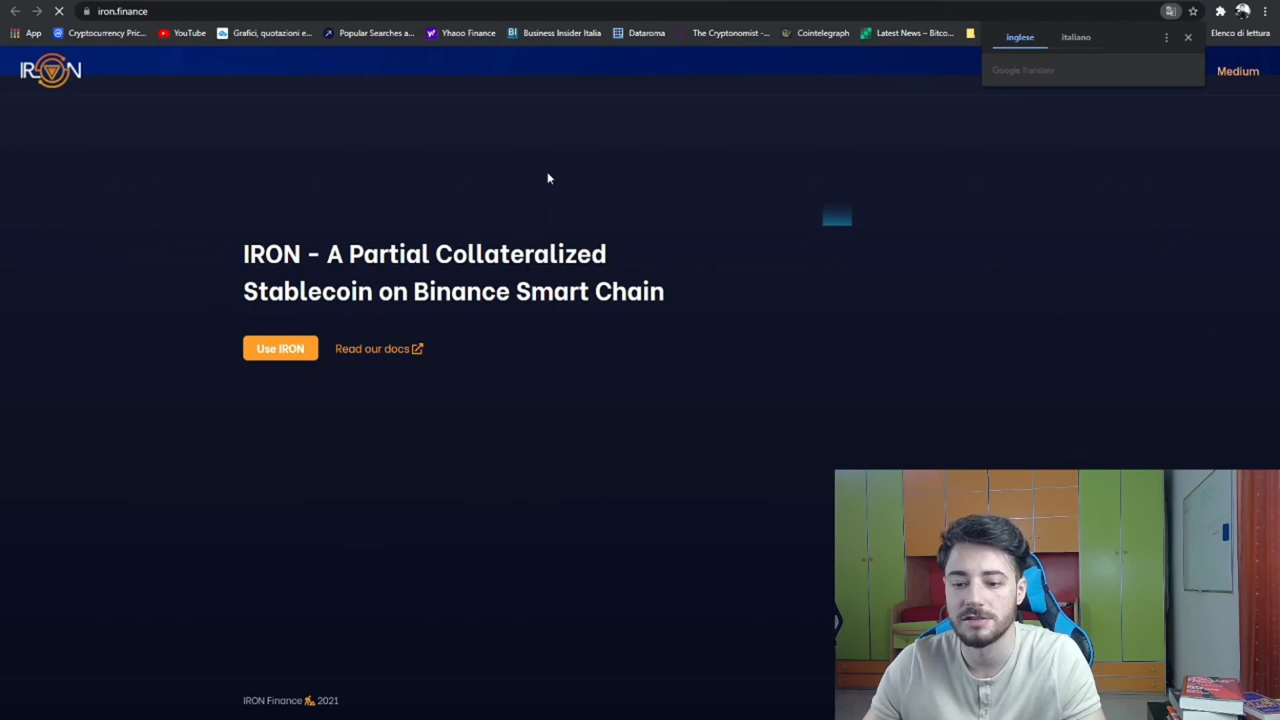 iron.finance
App
Cryptocurrency Pric...
YouTube
Grafici, quotazioni e...
Popular Searches a...
Yhaoo Finance
Business Insider Italia
Dataroma
The Cryptonomist -...
Cointelegraph
Latest News – Bitco...
Elenco di lettura
inglese
italiano
Google Translate
IRON
Medium
IRON - A Partial Collateralized
Stablecoin on Binance Smart Chain
Use IRON
Read our docs
IRON Finance 2021